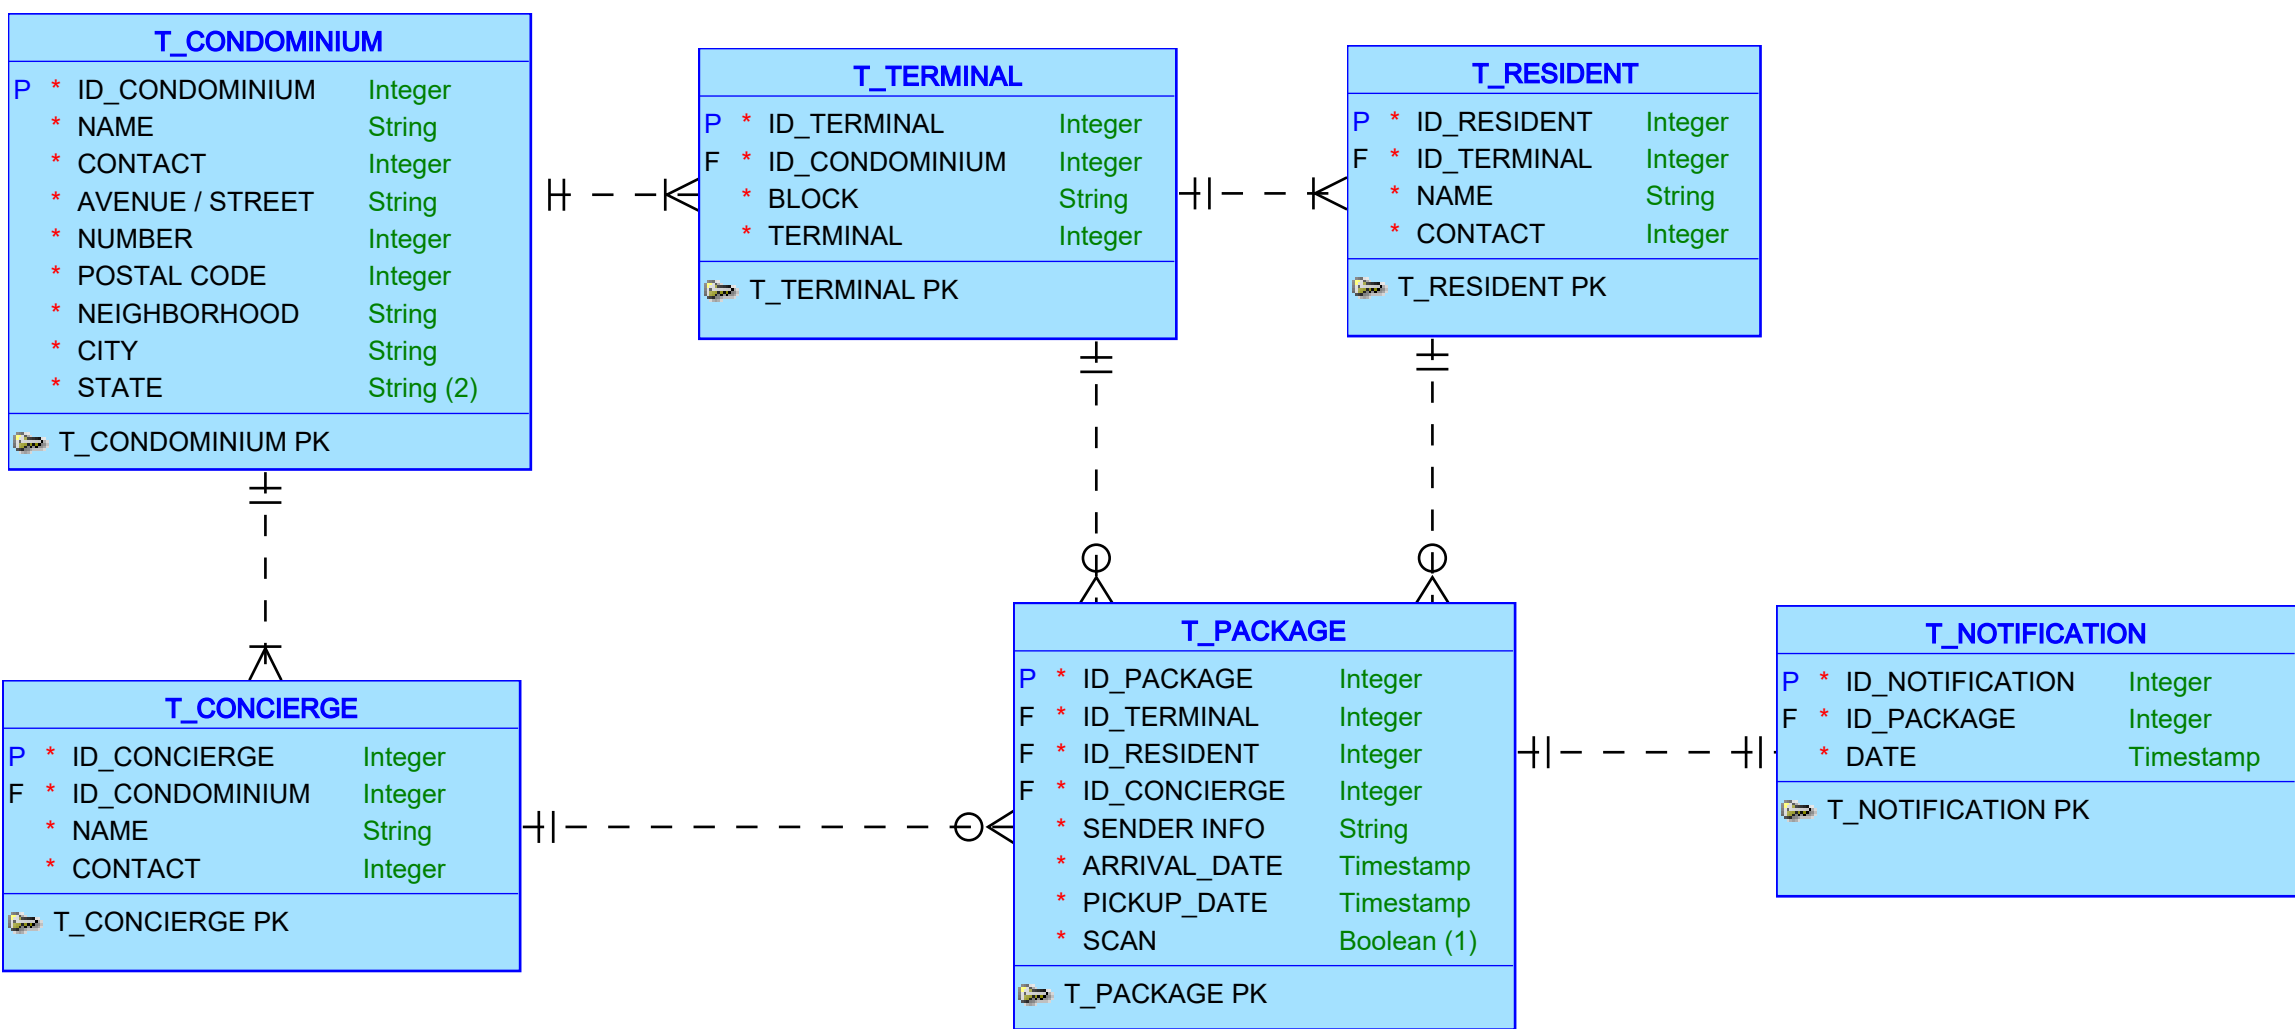 T_CONDOMINIUM
P * ID_CONDOMINIUM Integer
* NAME String
* CONTACT Integer
* AVENUE / STREET String
* NUMBER Integer
* POSTAL CODE Integer
* NEIGHBORHOOD String
* CITY String
* STATE String (2)
T_CONDOMINIUM PK
T_TERMINAL
P * ID_TERMINAL Integer
F * ID_CONDOMINIUM Integer
* BLOCK String
* TERMINAL Integer
T_TERMINAL PK
T_RESIDENT
P * ID_RESIDENT Integer
F * ID_TERMINAL Integer
* NAME String
* CONTACT Integer
T_RESIDENT PK
T_CONCIERGE
P * ID_CONCIERGE Integer
F * ID_CONDOMINIUM Integer
* NAME String
* CONTACT Integer
T_CONCIERGE PK
T_PACKAGE
P * ID_PACKAGE Integer
F * ID_TERMINAL Integer
F * ID_RESIDENT Integer
F * ID_CONCIERGE Integer
* SENDER INFO String
* ARRIVAL_DATE Timestamp
* PICKUP_DATE Timestamp
* SCAN Boolean (1)
T_PACKAGE PK
T_NOTIFICATION
P * ID_NOTIFICATION Integer
F * ID_PACKAGE Integer
* DATE Timestamp
T_NOTIFICATION PK